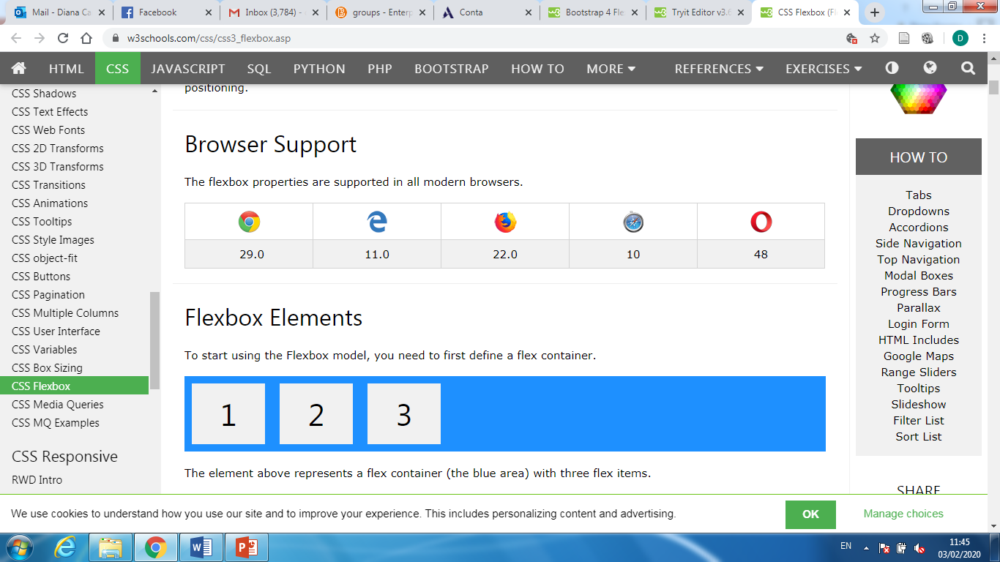 Mail - Diana Ca
Facebook
Inbox (3,784) -
groups - Enterp
Conta
Bootstrap 4 Fle
Tryit Editor v3.6
CSS Flexbox (Fl
w3schools.com/css/css3_flexbox.asp
D
HTML CSS JAVASCRIPT SQL PYTHON PHP BOOTSTRAP HOW TO MORE REFERENCES EXERCISES
CSS Shadows
CSS Text Effects
CSS Web Fonts
CSS 2D Transforms
CSS 3D Transforms
CSS Transitions
CSS Animations
CSS Tooltips
CSS Style Images
CSS object-fit
CSS Buttons
CSS Pagination
CSS Multiple Columns
CSS User Interface
CSS Variables
CSS Box Sizing
CSS Flexbox
CSS Media Queries
CSS MQ Examples
CSS Responsive
RWD Intro
positioning.
Browser Support
The flexbox properties are supported in all modern browsers.
29.0 11.0 22.0 10 48
Flexbox Elements
To start using the Flexbox model, you need to first define a flex container.
1 2 3
The element above represents a flex container (the blue area) with three flex items.
HOW TO
Tabs
Dropdowns
Accordions
Side Navigation
Top Navigation
Modal Boxes
Progress Bars
Parallax
Login Form
HTML Includes
Google Maps
Range Sliders
Tooltips
Slideshow
Filter List
Sort List
SHARE
We use cookies to understand how you use our site and to improve your experience. This includes personalizing content and advertising.
OK
Manage choices
EN
11:45
03/02/2020